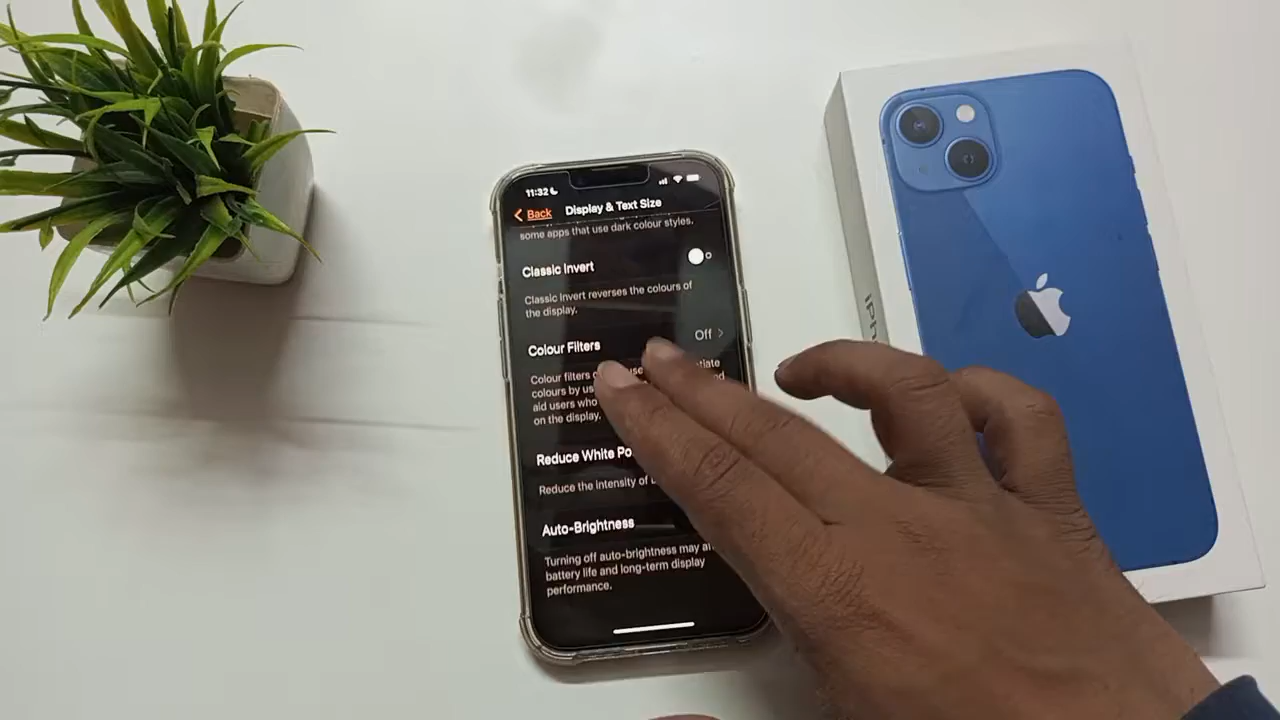 11:32
Back
Display & Text Size
some apps that use dark colour styles.
Classic Invert
Classic Invert reverses the colours of
the display.
Colour Filters
Off
Colour filters
colours by
aid users who
on the display.
Reduce White
Reduce the intensity of
Auto-Brightness
Turning off auto-brightness may
battery life and long-term display
performance.